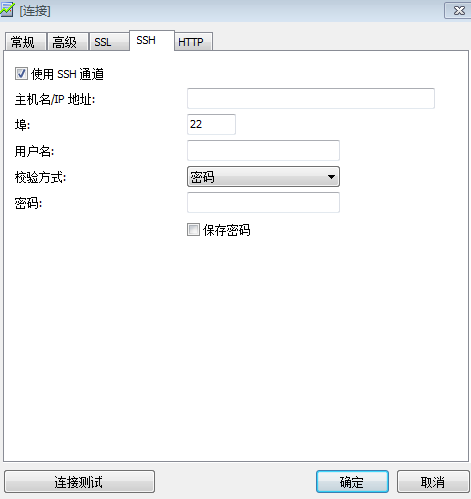 [连接]
常规 高级 SSL SSH HTTP
使用 SSH 通道
主机名/IP 地址:
埠: 22
用户名:
校验方式: 密码
密码:
保存密码
连接测试 确定 取消